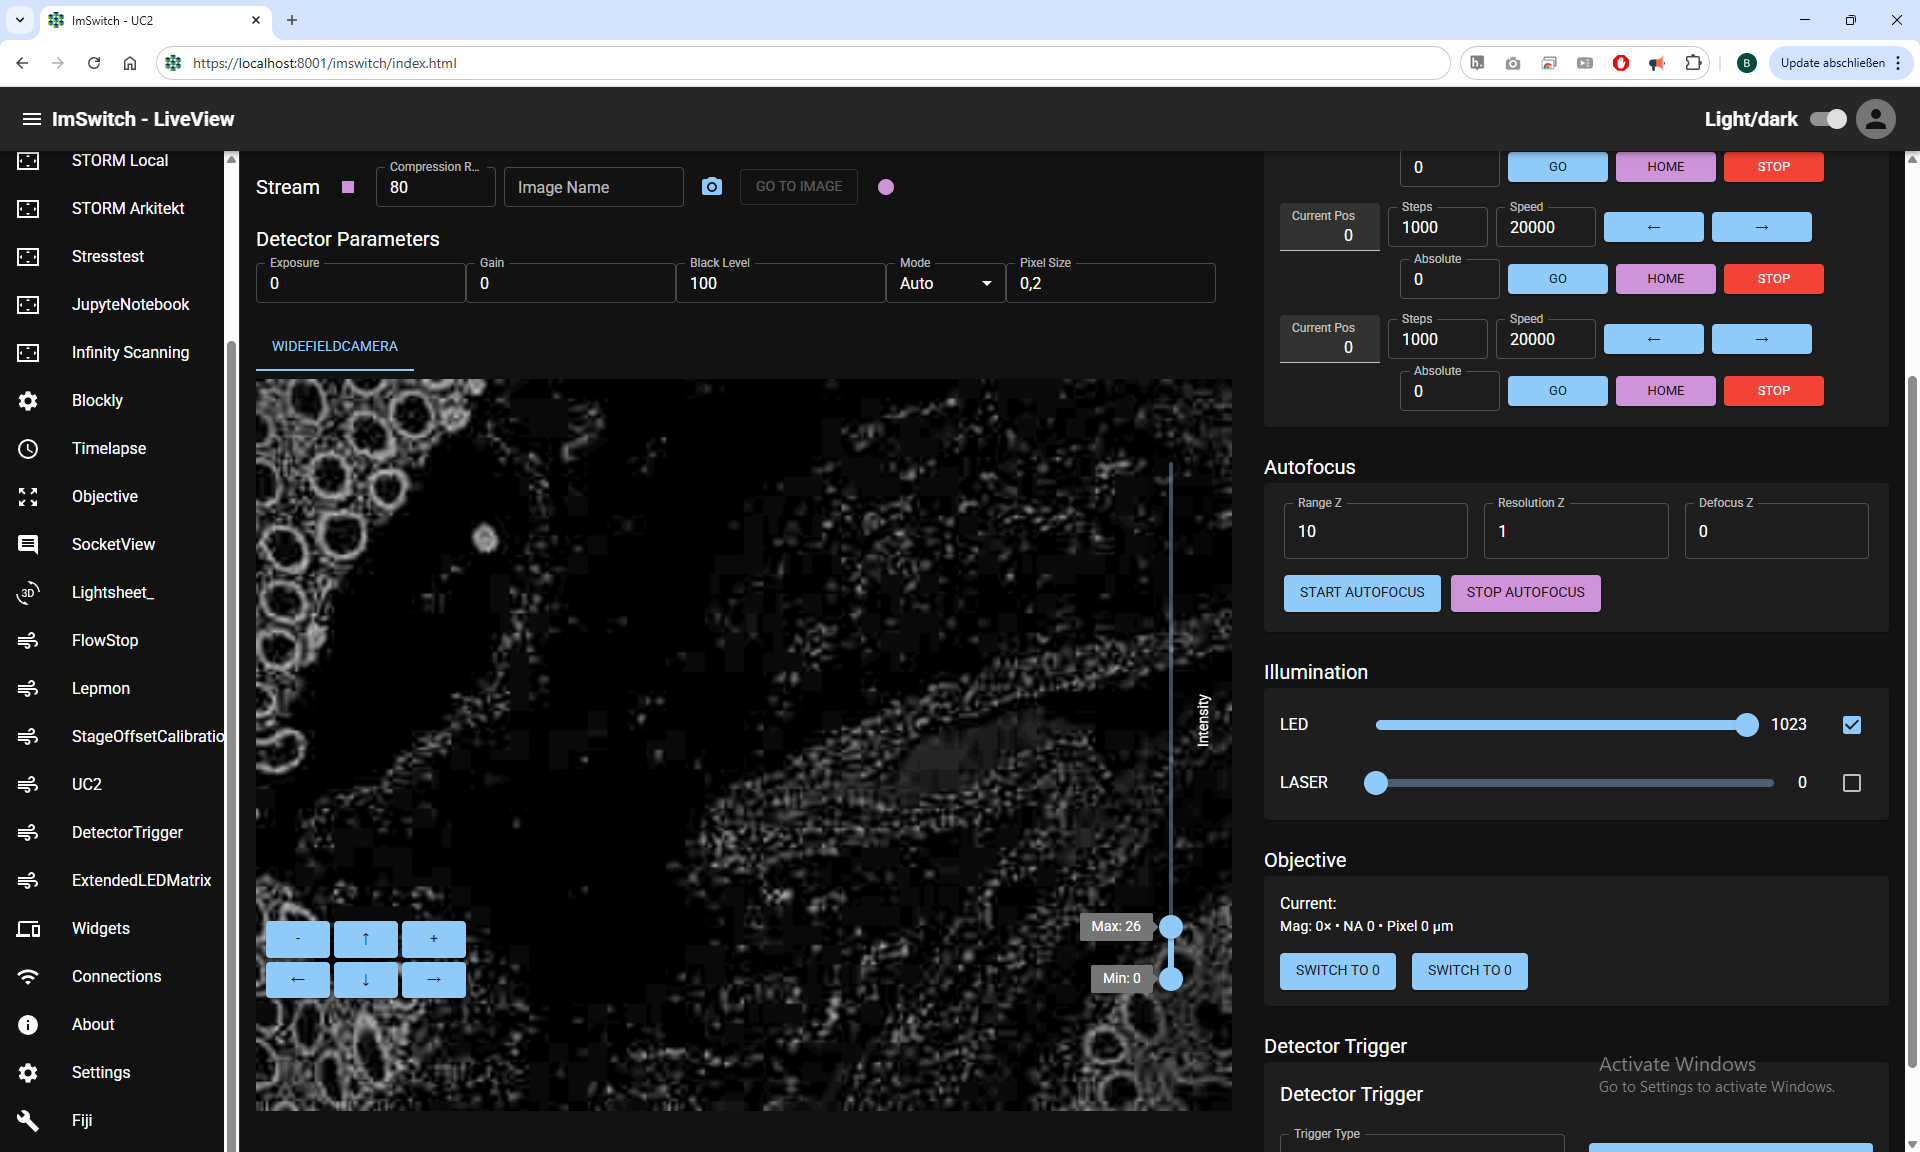 ImSwitch - UC2
https://localhost:8001/imswitch/index.html
B
Update abschließen
ImSwitch - LiveView
Light/dark
STORM Local
STORM Arkitekt
Stresstest
JupyteNotebook
Infinity Scanning
Blockly
Timelapse
Objective
SocketView
3D
Lightsheet_
FlowStop
Lepmon
StageOffsetCalibratio
UC2
DetectorTrigger
ExtendedLEDMatrix
Widgets
Connections
About
Settings
Fiji
Stream
Compression R...
80
Image Name
GO TO IMAGE
Detector Parameters
Exposure
0
Gain
0
Black Level
100
Mode
Auto
Pixel Size
0,2
WIDEFIELDCAMERA
Intensity
Max: 26
Min: 0
- ↑ +
← ↓ →
0 GO HOME STOP
Current Pos
0
Steps
1000
Speed
20000
← →
Absolute
0
GO HOME STOP
Current Pos
0
Steps
1000
Speed
20000
← →
Absolute
0
GO HOME STOP
Autofocus
Range Z
10
Resolution Z
1
Defocus Z
0
START AUTOFOCUS STOP AUTOFOCUS
Illumination
LED 1023
LASER 0
Objective
Current:
Mag: 0× • NA 0 • Pixel 0 µm
SWITCH TO 0 SWITCH TO 0
Detector Trigger
Detector Trigger
Trigger Type
Activate Windows
Go to Settings to activate Windows.